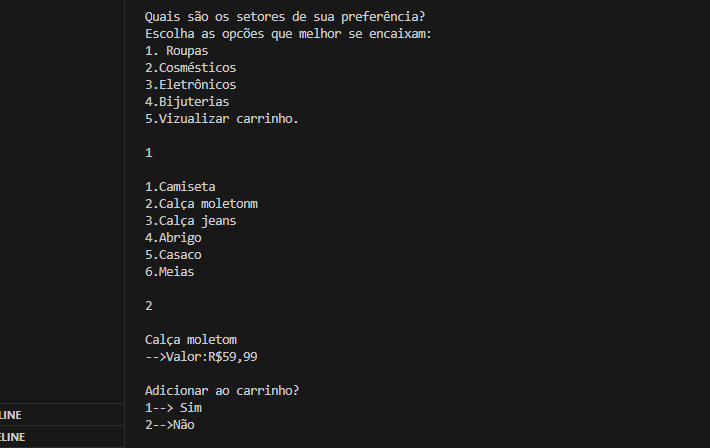 Quais são os setores de sua preferência?
Escolha as opcões que melhor se encaixam:
1. Roupas
2.Cosmésticos
3.Eletrônicos
4.Bijuterias
5.Vizualizar carrinho.
1
1.Camiseta
2.Calça moletonm
3.Calça jeans
4.Abrigo
5.Casaco
6.Meias
2
Calça moletom
-->Valor:R$59,99
Adicionar ao carrinho?
1--> Sim
2-->Não
LINE
ELINE